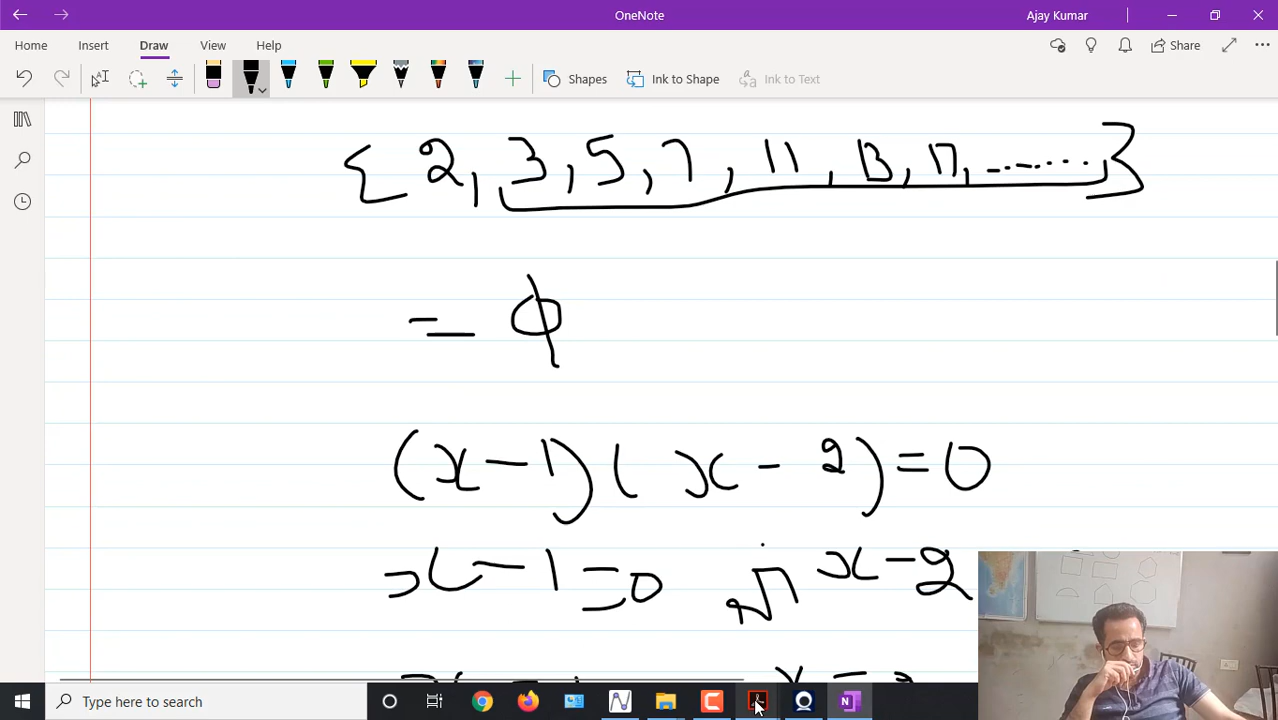 OneNote
Ajay Kumar
Home Insert Draw View Help
Share
Shapes Ink to Shape Ink to Text
{ 2, 3, 5, 7, 11, 13, 17, ........ }
= ϕ
(x-1)(x-2)=0
x-1=0 or x-2
Type here to search